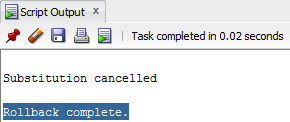 Script Output
Task completed in 0.02 seconds
Substitution cancelled
Rollback complete.